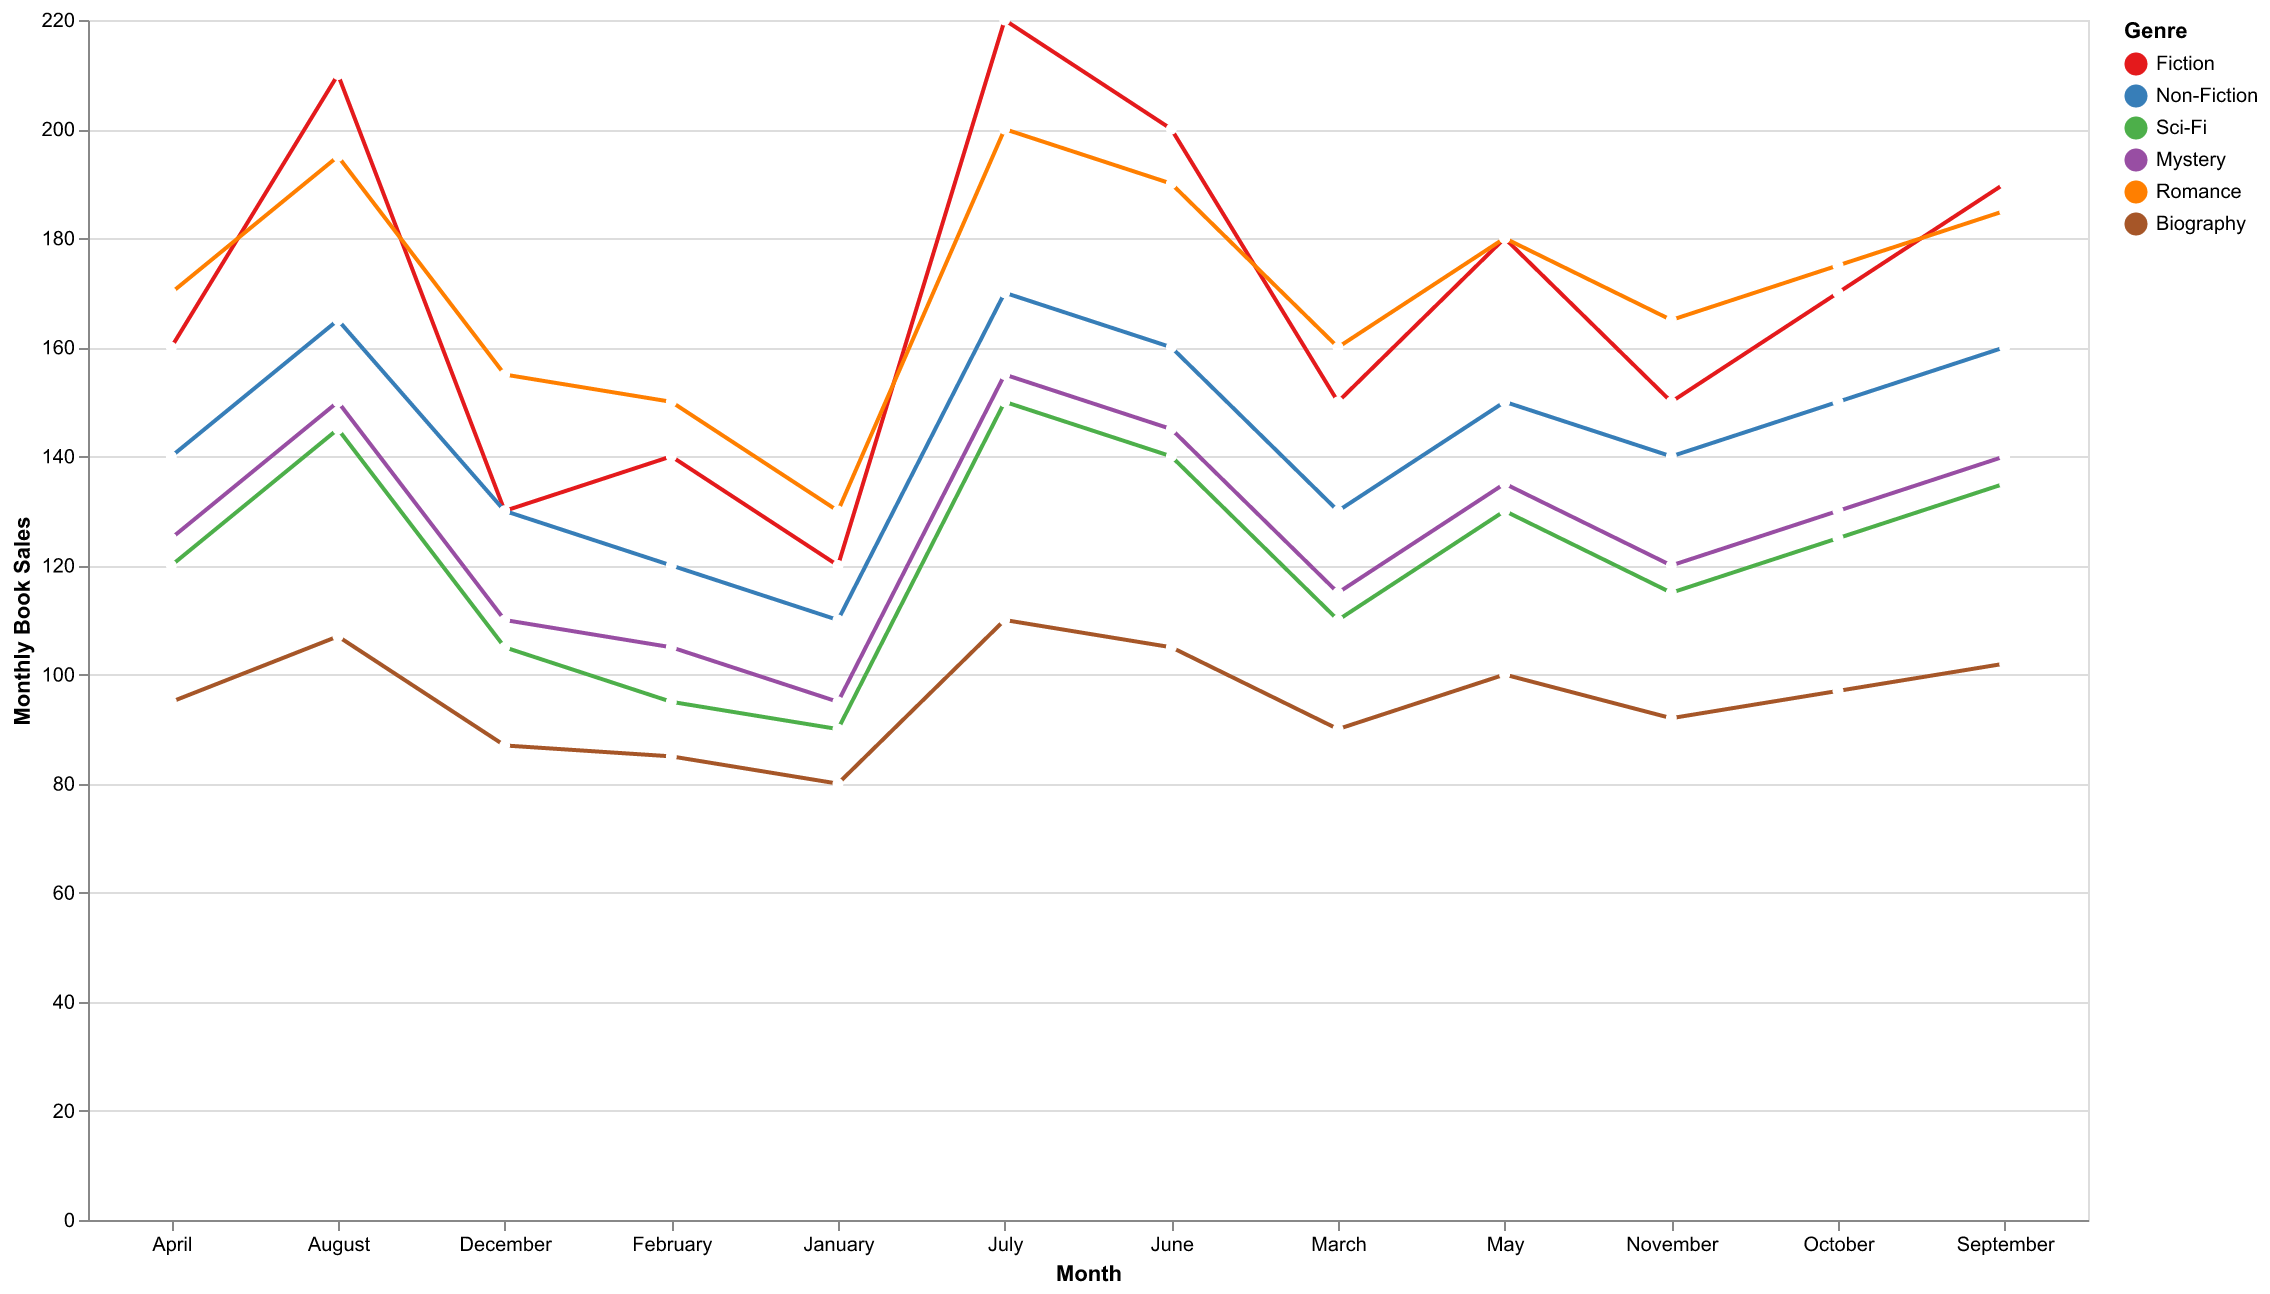 Genre
Fiction
Non-Fiction
Sci-Fi
Mystery
Romance
Biography
Monthly Book Sales
220
200
180
160
140
120
100
80
60
40
20
0
April August December February January July June March May November October September
Month